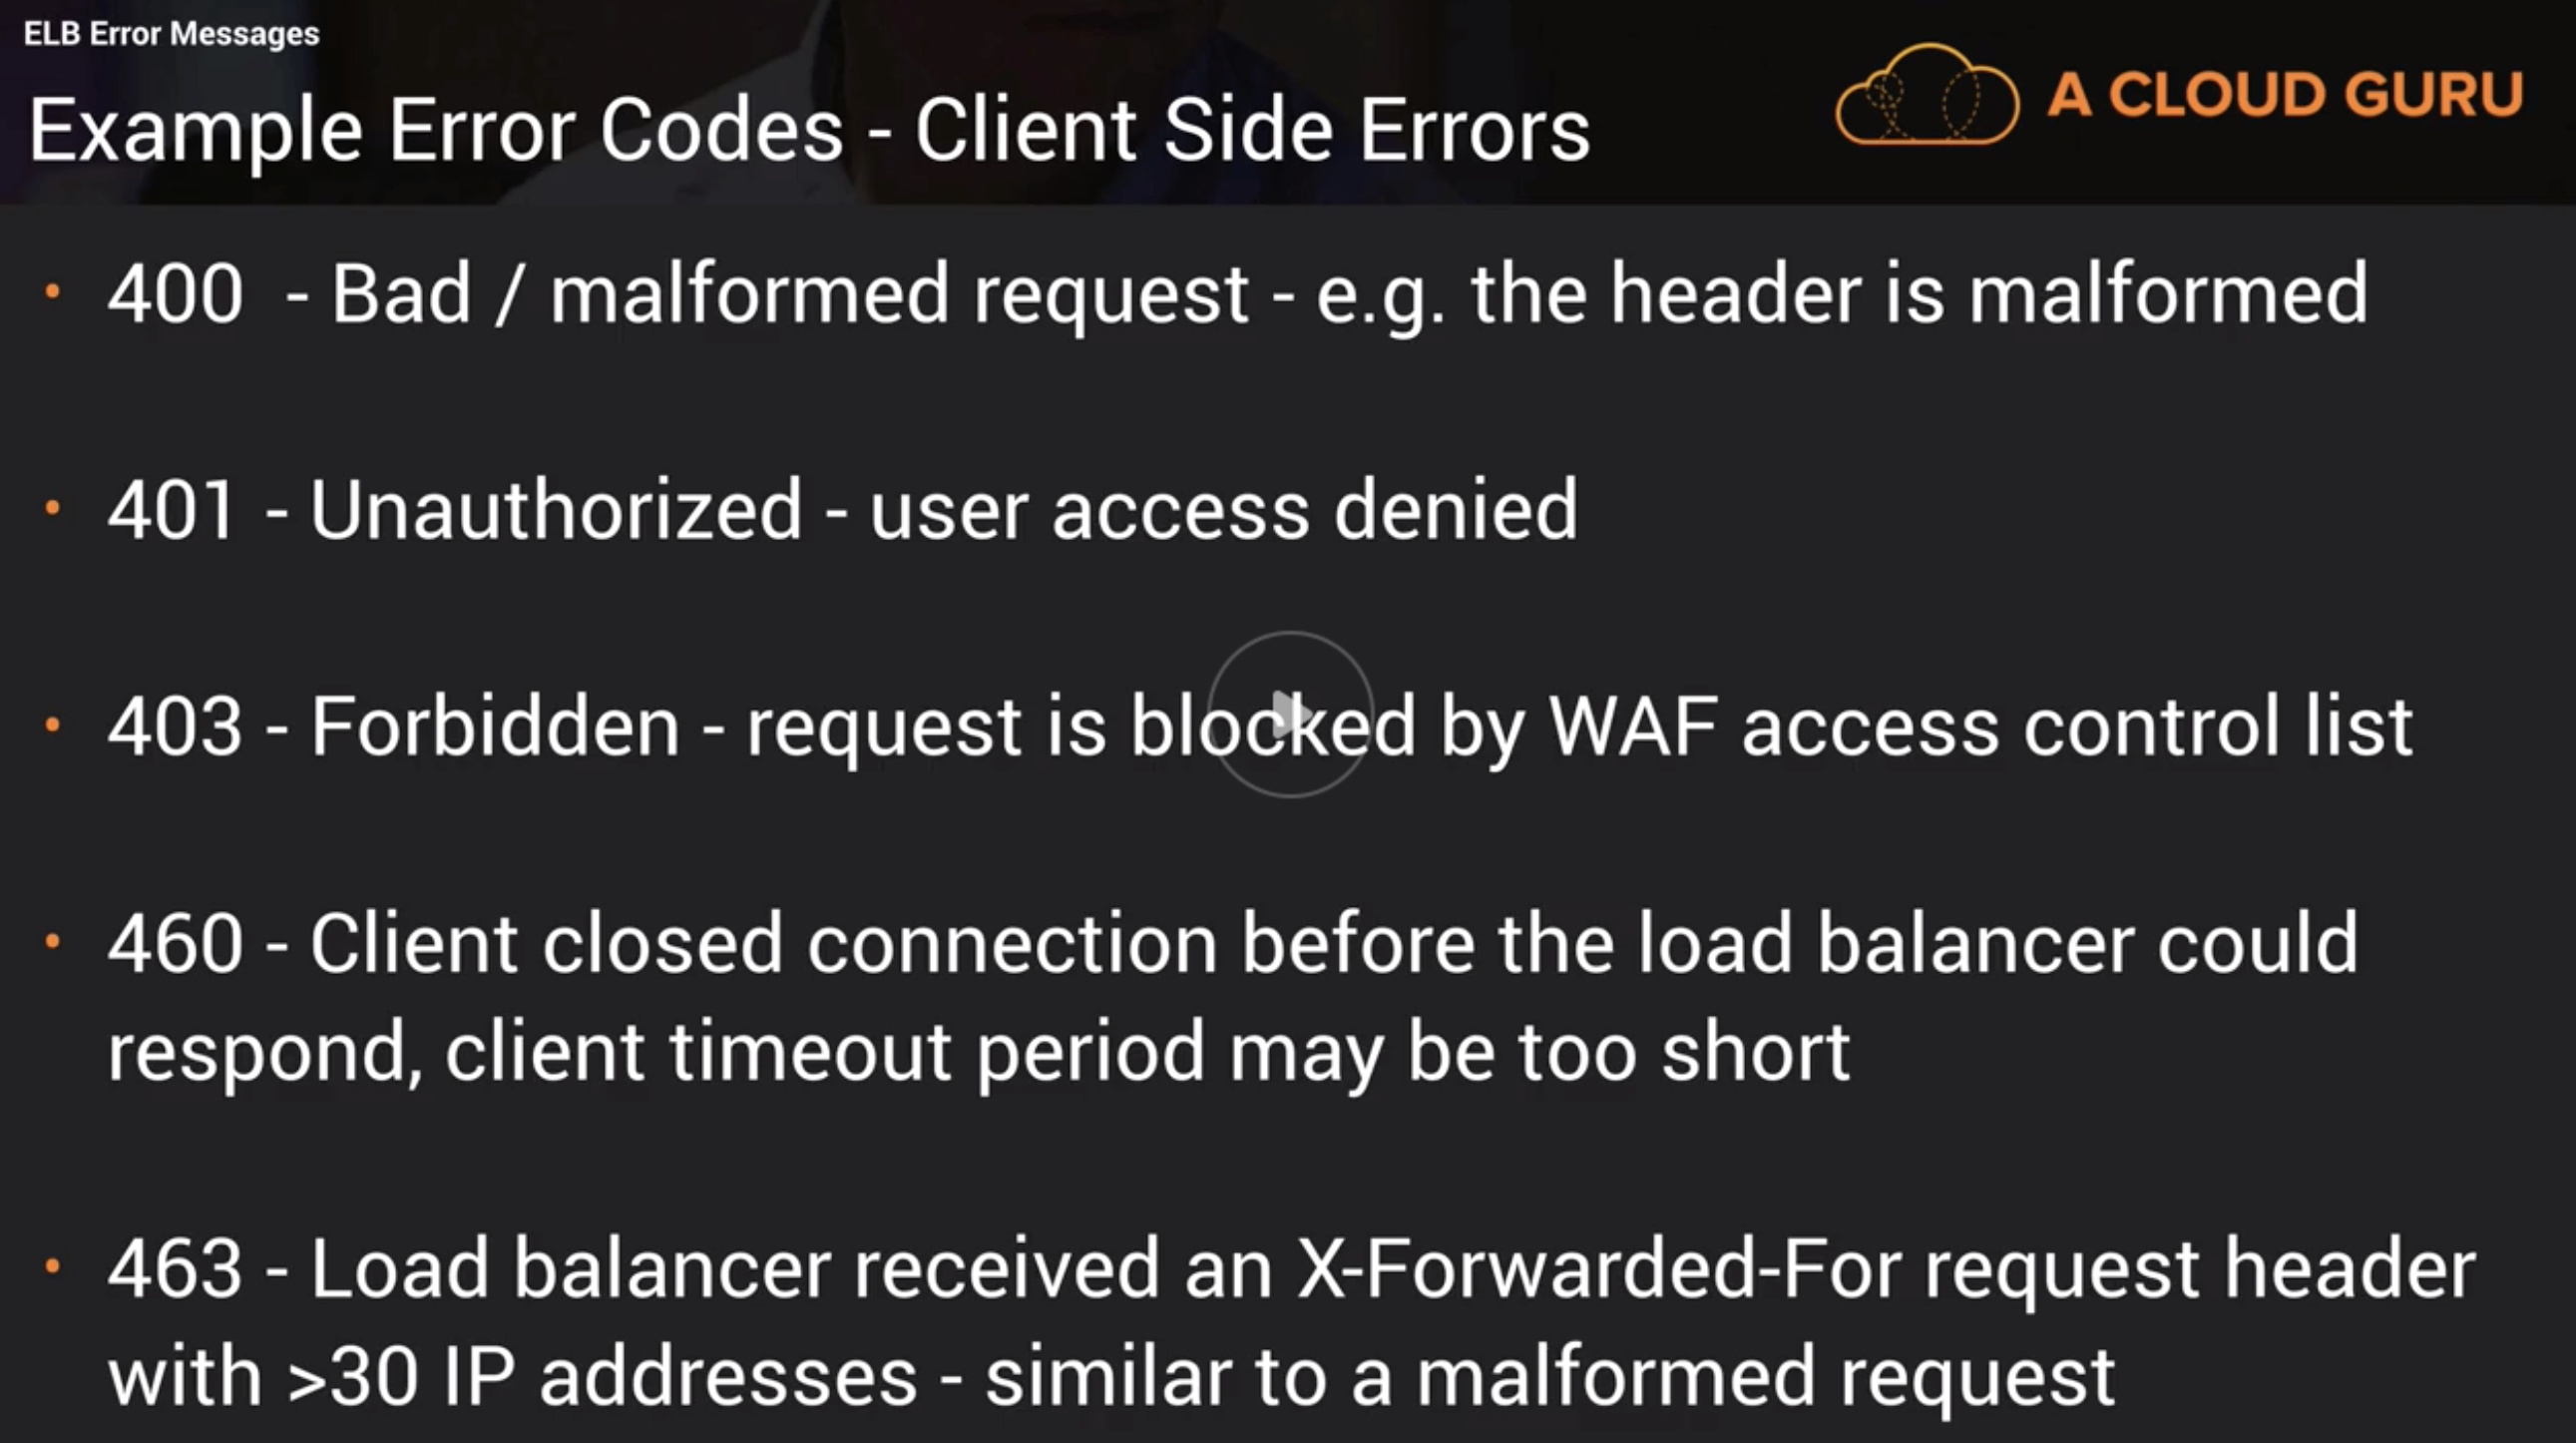 ELB Error Messages
Example Error Codes - Client Side Errors
A CLOUD GURU
• 400 - Bad / malformed request - e.g. the header is malformed
• 401 - Unauthorized - user access denied
• 403 - Forbidden - request is blocked by WAF access control list
• 460 - Client closed connection before the load balancer could
respond, client timeout period may be too short
• 463 - Load balancer received an X-Forwarded-For request header
with >30 IP addresses - similar to a malformed request